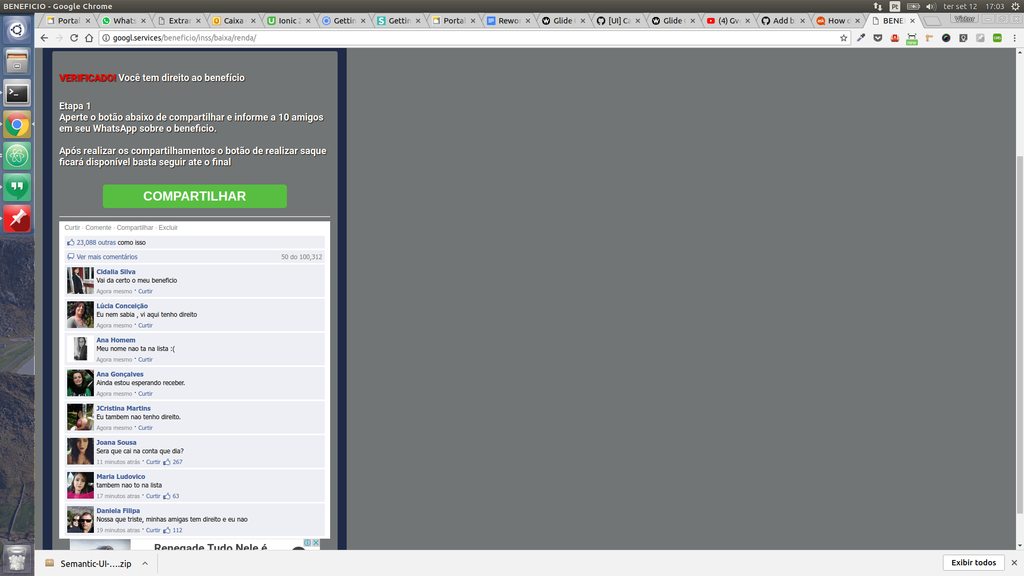 BENEFICIO - Google Chrome
Pt
ter set 12 17:03
Portal
Whats
Extrar
Caixa
Ionic 2
Gettin
Gettin
Portal
Rewo
Glide
[UI] Ca
Glide
(4) Gw
Add b
How c
BENE
Victor
googl.services/beneficio/inss/baixa/renda/
VERIFICADO! Você tem direito ao benefício
Etapa 1
Aperte o botão abaixo de compartilhar e informe a 10 amigos
em seu WhatsApp sobre o beneficio.
Após realizar os compartilhamentos o botão de realizar saque
ficará disponível basta seguir ate o final
COMPARTILHAR
Curtir · Comente · Compartilhar · Excluir
23,088 outras como isso
Ver mais comentários 50 do 100,312
Cidalia Silva
Vai da certo o meu beneficio
Agora mesmo * Curtir
Lúcia Conceição
Eu nem sabia , vi aqui tenho direito
Agora mesmo * Curtir
Ana Homem
Meu nome nao ta na lista :(
Agora mesmo * Curtir
Ana Gonçalves
Ainda estou esperando receber.
Agora mesmo * Curtir
JCristina Martins
Eu tambem nao tenho direito.
Agora mesmo * Curtir
Joana Sousa
Sera que cai na conta que dia?
11 minutos atrás * Curtir 267
Maria Ludovico
tambem nao to na lista
17 minutos atras * Curtir 63
Daniela Filipa
Nossa que triste, minhas amigas tem direito e eu nao
19 minutos atras * Curtir 112
Renegade Tudo Nele é
Semantic-UI-....zip
Exibir todos